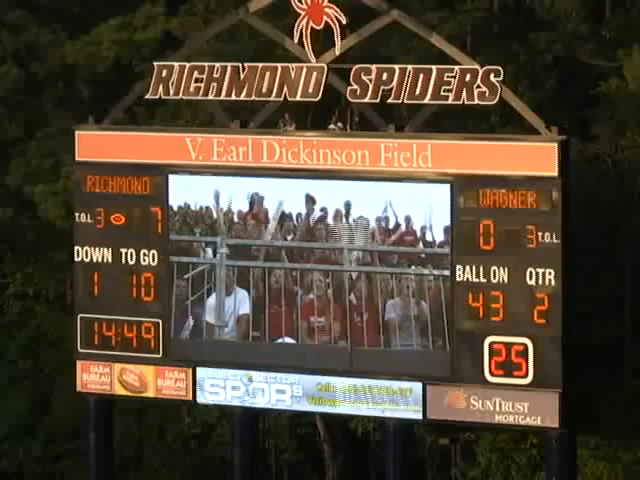 RICHMOND SPIDERS
V. Earl Dickinson Field
RICHMOND
T.O.L 3 7
DOWN TO GO
1 10
14:49
WAGNER
0 3 T.O.L.
BALL ON QTR
43 2
25
FARM BUREAU
FARM BUREAU
SPORTS
SUNTRUST
MORTGAGE